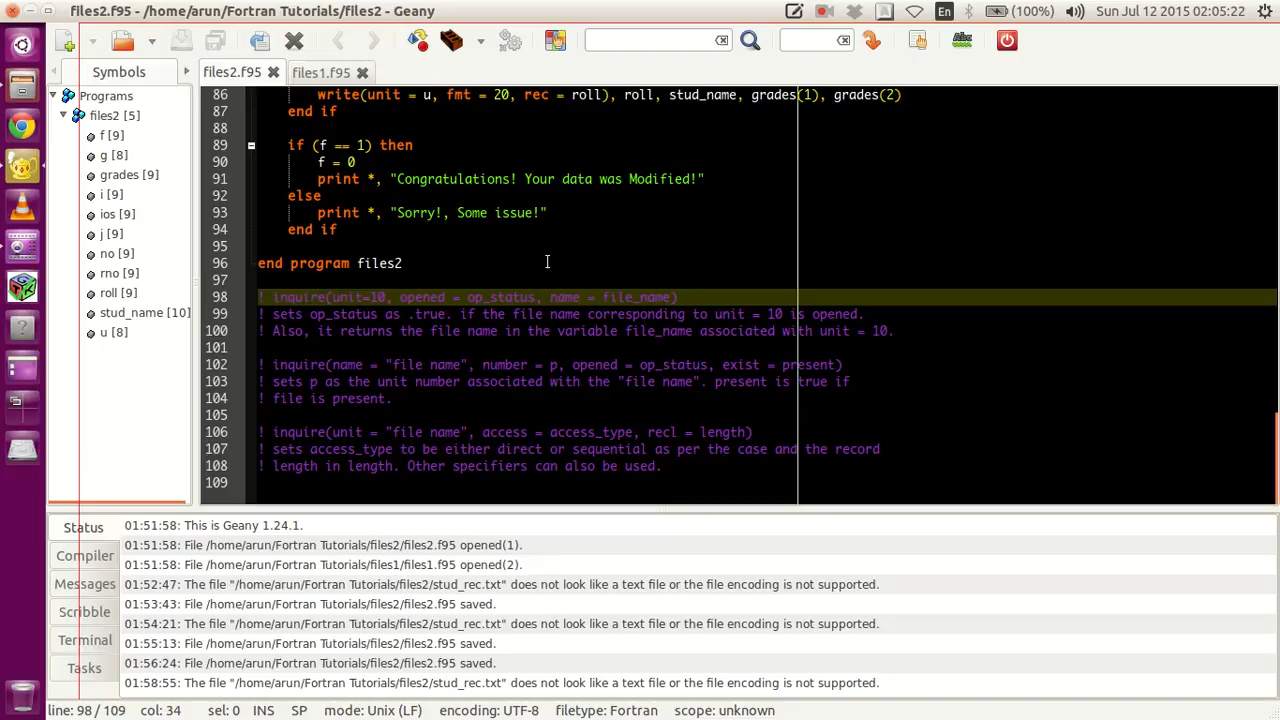 files2.f95 - /home/arun/Fortran Tutorials/files2 - Geany
En
(100%)
Sun Jul 12 2015 02:05:22
Symbols
files2.f95
files1.f95
Programs
files2 [5]
f [9]
g [8]
grades [9]
i [9]
ios [9]
j [9]
no [9]
rno [9]
roll [9]
stud_name [10]
u [8]
86 write(unit = u, fmt = 20, rec = roll), roll, stud_name, grades(1), grades(2)
87 end if
88
89 if (f == 1) then
90 f = 0
91 print *, "Congratulations! Your data was Modified!"
92 else
93 print *, "Sorry!, Some issue!"
94 end if
95
96 end program files2
97
98 ! inquire(unit=10, opened = op_status, name = file_name)
99 ! sets op_status as .true. if the file name corresponding to unit = 10 is opened.
100 ! Also, it returns the file name in the variable file_name associated with unit = 10.
101
102 ! inquire(name = "file name", number = p, opened = op_status, exist = present)
103 ! sets p as the unit number associated with the "file name". present is true if
104 ! file is present.
105
106 ! inquire(unit = "file name", access = access_type, recl = length)
107 ! sets access_type to be either direct or sequential as per the case and the record
108 ! length in length. Other specifiers can also be used.
109
Status
Compiler
Messages
Scribble
Terminal
Tasks
01:51:58: This is Geany 1.24.1.
01:51:58: File /home/arun/Fortran Tutorials/files2/files2.f95 opened(1).
01:51:58: File /home/arun/Fortran Tutorials/files1/files1.f95 opened(2).
01:52:47: The file "/home/arun/Fortran Tutorials/files2/stud_rec.txt" does not look like a text file or the file encoding is not supported.
01:53:43: File /home/arun/Fortran Tutorials/files2/files2.f95 saved.
01:54:21: The file "/home/arun/Fortran Tutorials/files2/stud_rec.txt" does not look like a text file or the file encoding is not supported.
01:55:13: File /home/arun/Fortran Tutorials/files2/files2.f95 saved.
01:56:24: File /home/arun/Fortran Tutorials/files2/files2.f95 saved.
01:58:55: The file "/home/arun/Fortran Tutorials/files2/stud_rec.txt" does not look like a text file or the file encoding is not supported.
line: 98 / 109 col: 34 sel: 0 INS SP mode: Unix (LF) encoding: UTF-8 filetype: Fortran scope: unknown